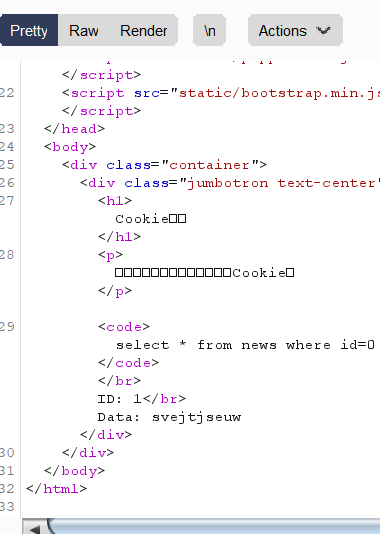 Pretty Raw Render \n Actions
</script>
22 <script src="static/bootstrap.min.js
</script>
23 </head>
24 <body>
25 <div class="container">
26 <div class="jumbotron text-center"
27 <h1>
Cookie□□
</h1>
28 <p>
□□□□□□□□□□□□□Cookie□
</p>
29 <code>
select * from news where id=0
</code>
</br>
ID: 1</br>
Data: svejtjseuw
</div>
30 </div>
31 </body>
32 </html>
33